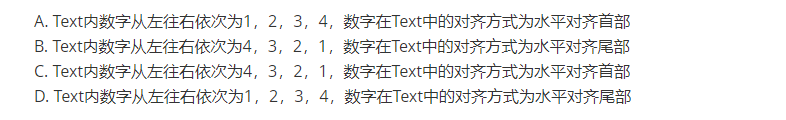 A. Text内数字从左往右依次为1，2，3，4，数字在Text中的对齐方式为水平对齐首部
B. Text内数字从左往右依次为4，3，2，1，数字在Text中的对齐方式为水平对齐尾部
C. Text内数字从左往右依次为4，3，2，1，数字在Text中的对齐方式为水平对齐首部
D. Text内数字从左往右依次为1，2，3，4，数字在Text中的对齐方式为水平对齐尾部